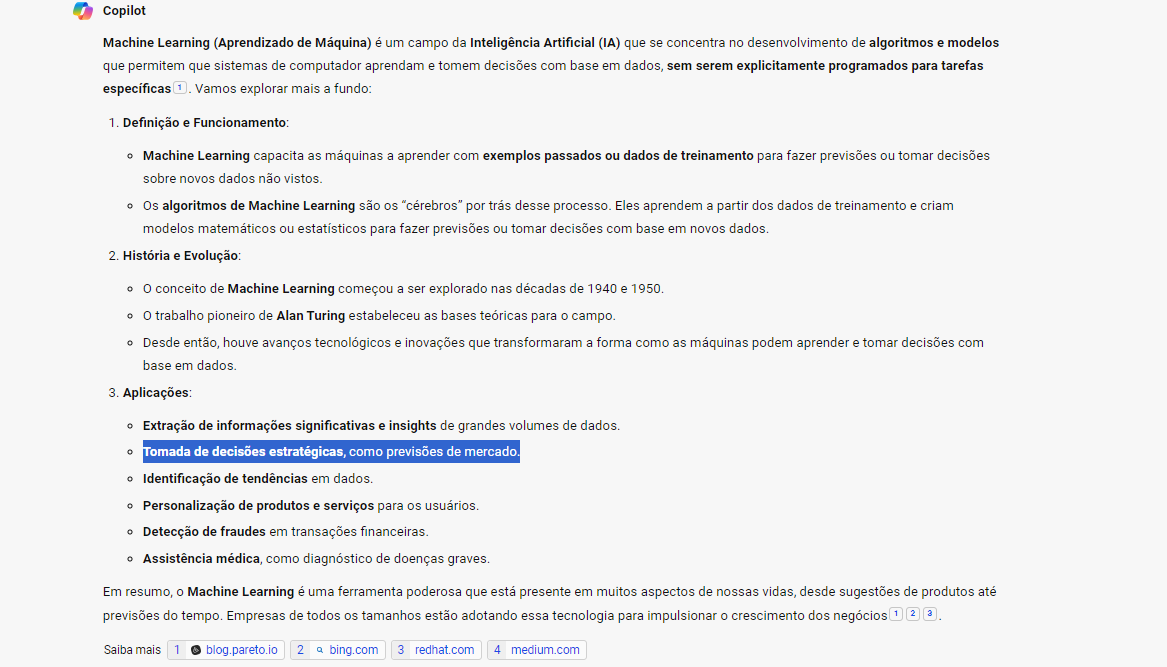 Copilot
Machine Learning (Aprendizado de Máquina) é um campo da Inteligência Artificial (IA) que se concentra no desenvolvimento de algoritmos e modelos
que permitem que sistemas de computador aprendam e tomem decisões com base em dados, sem serem explicitamente programados para tarefas
específicas 1 . Vamos explorar mais a fundo:
1. Definição e Funcionamento:
Machine Learning capacita as máquinas a aprender com exemplos passados ou dados de treinamento para fazer previsões ou tomar decisões
sobre novos dados não vistos.
Os algoritmos de Machine Learning são os “cérebros” por trás desse processo. Eles aprendem a partir dos dados de treinamento e criam
modelos matemáticos ou estatísticos para fazer previsões ou tomar decisões com base em novos dados.
2. História e Evolução:
O conceito de Machine Learning começou a ser explorado nas décadas de 1940 e 1950.
O trabalho pioneiro de Alan Turing estabeleceu as bases teóricas para o campo.
Desde então, houve avanços tecnológicos e inovações que transformaram a forma como as máquinas podem aprender e tomar decisões com
base em dados.
3. Aplicações:
Extração de informações significativas e insights de grandes volumes de dados.
Tomada de decisões estratégicas, como previsões de mercado.
Identificação de tendências em dados.
Personalização de produtos e serviços para os usuários.
Detecção de fraudes em transações financeiras.
Assistência médica, como diagnóstico de doenças graves.
Em resumo, o Machine Learning é uma ferramenta poderosa que está presente em muitos aspectos de nossas vidas, desde sugestões de produtos até
previsões do tempo. Empresas de todos os tamanhos estão adotando essa tecnologia para impulsionar o crescimento dos negócios 1 2 3 .
Saiba mais 1 blog.pareto.io 2 bing.com 3 redhat.com 4 medium.com